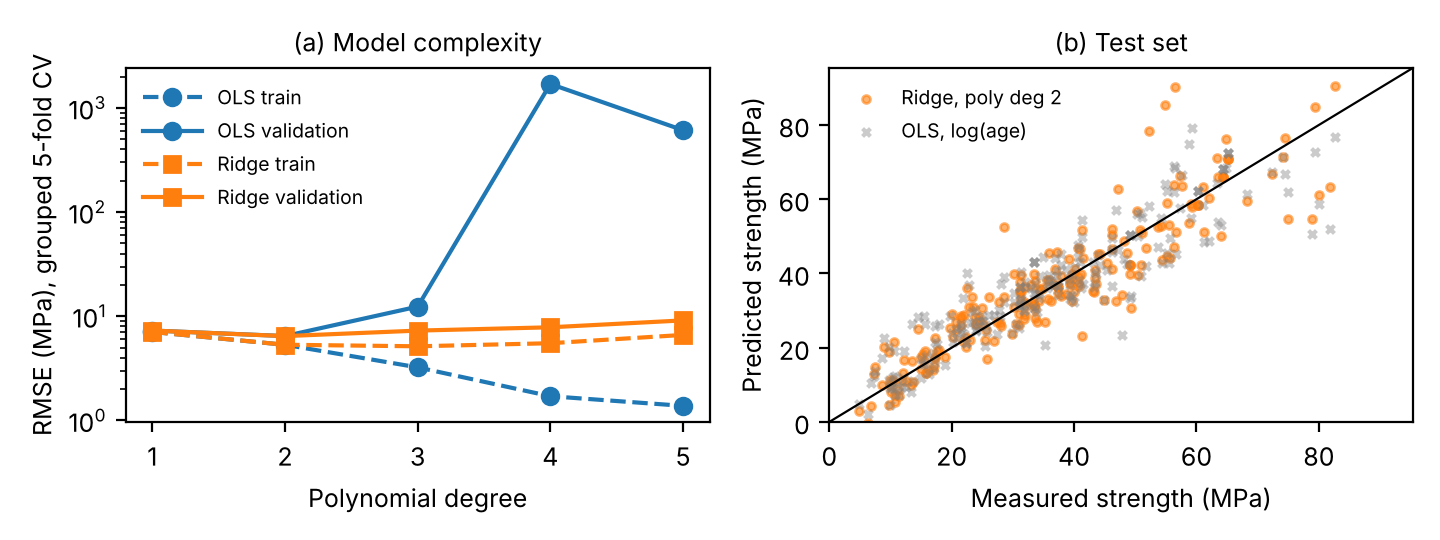 (a) Model complexity
RMSE (MPa), grouped 5-fold CV
10³
10²
10¹
10⁰
OLS train
OLS validation
Ridge train
Ridge validation
1 2 3 4 5
Polynomial degree
(b) Test set
Predicted strength (MPa)
80
60
40
20
0
Ridge, poly deg 2
OLS, log(age)
0 20 40 60 80
Measured strength (MPa)